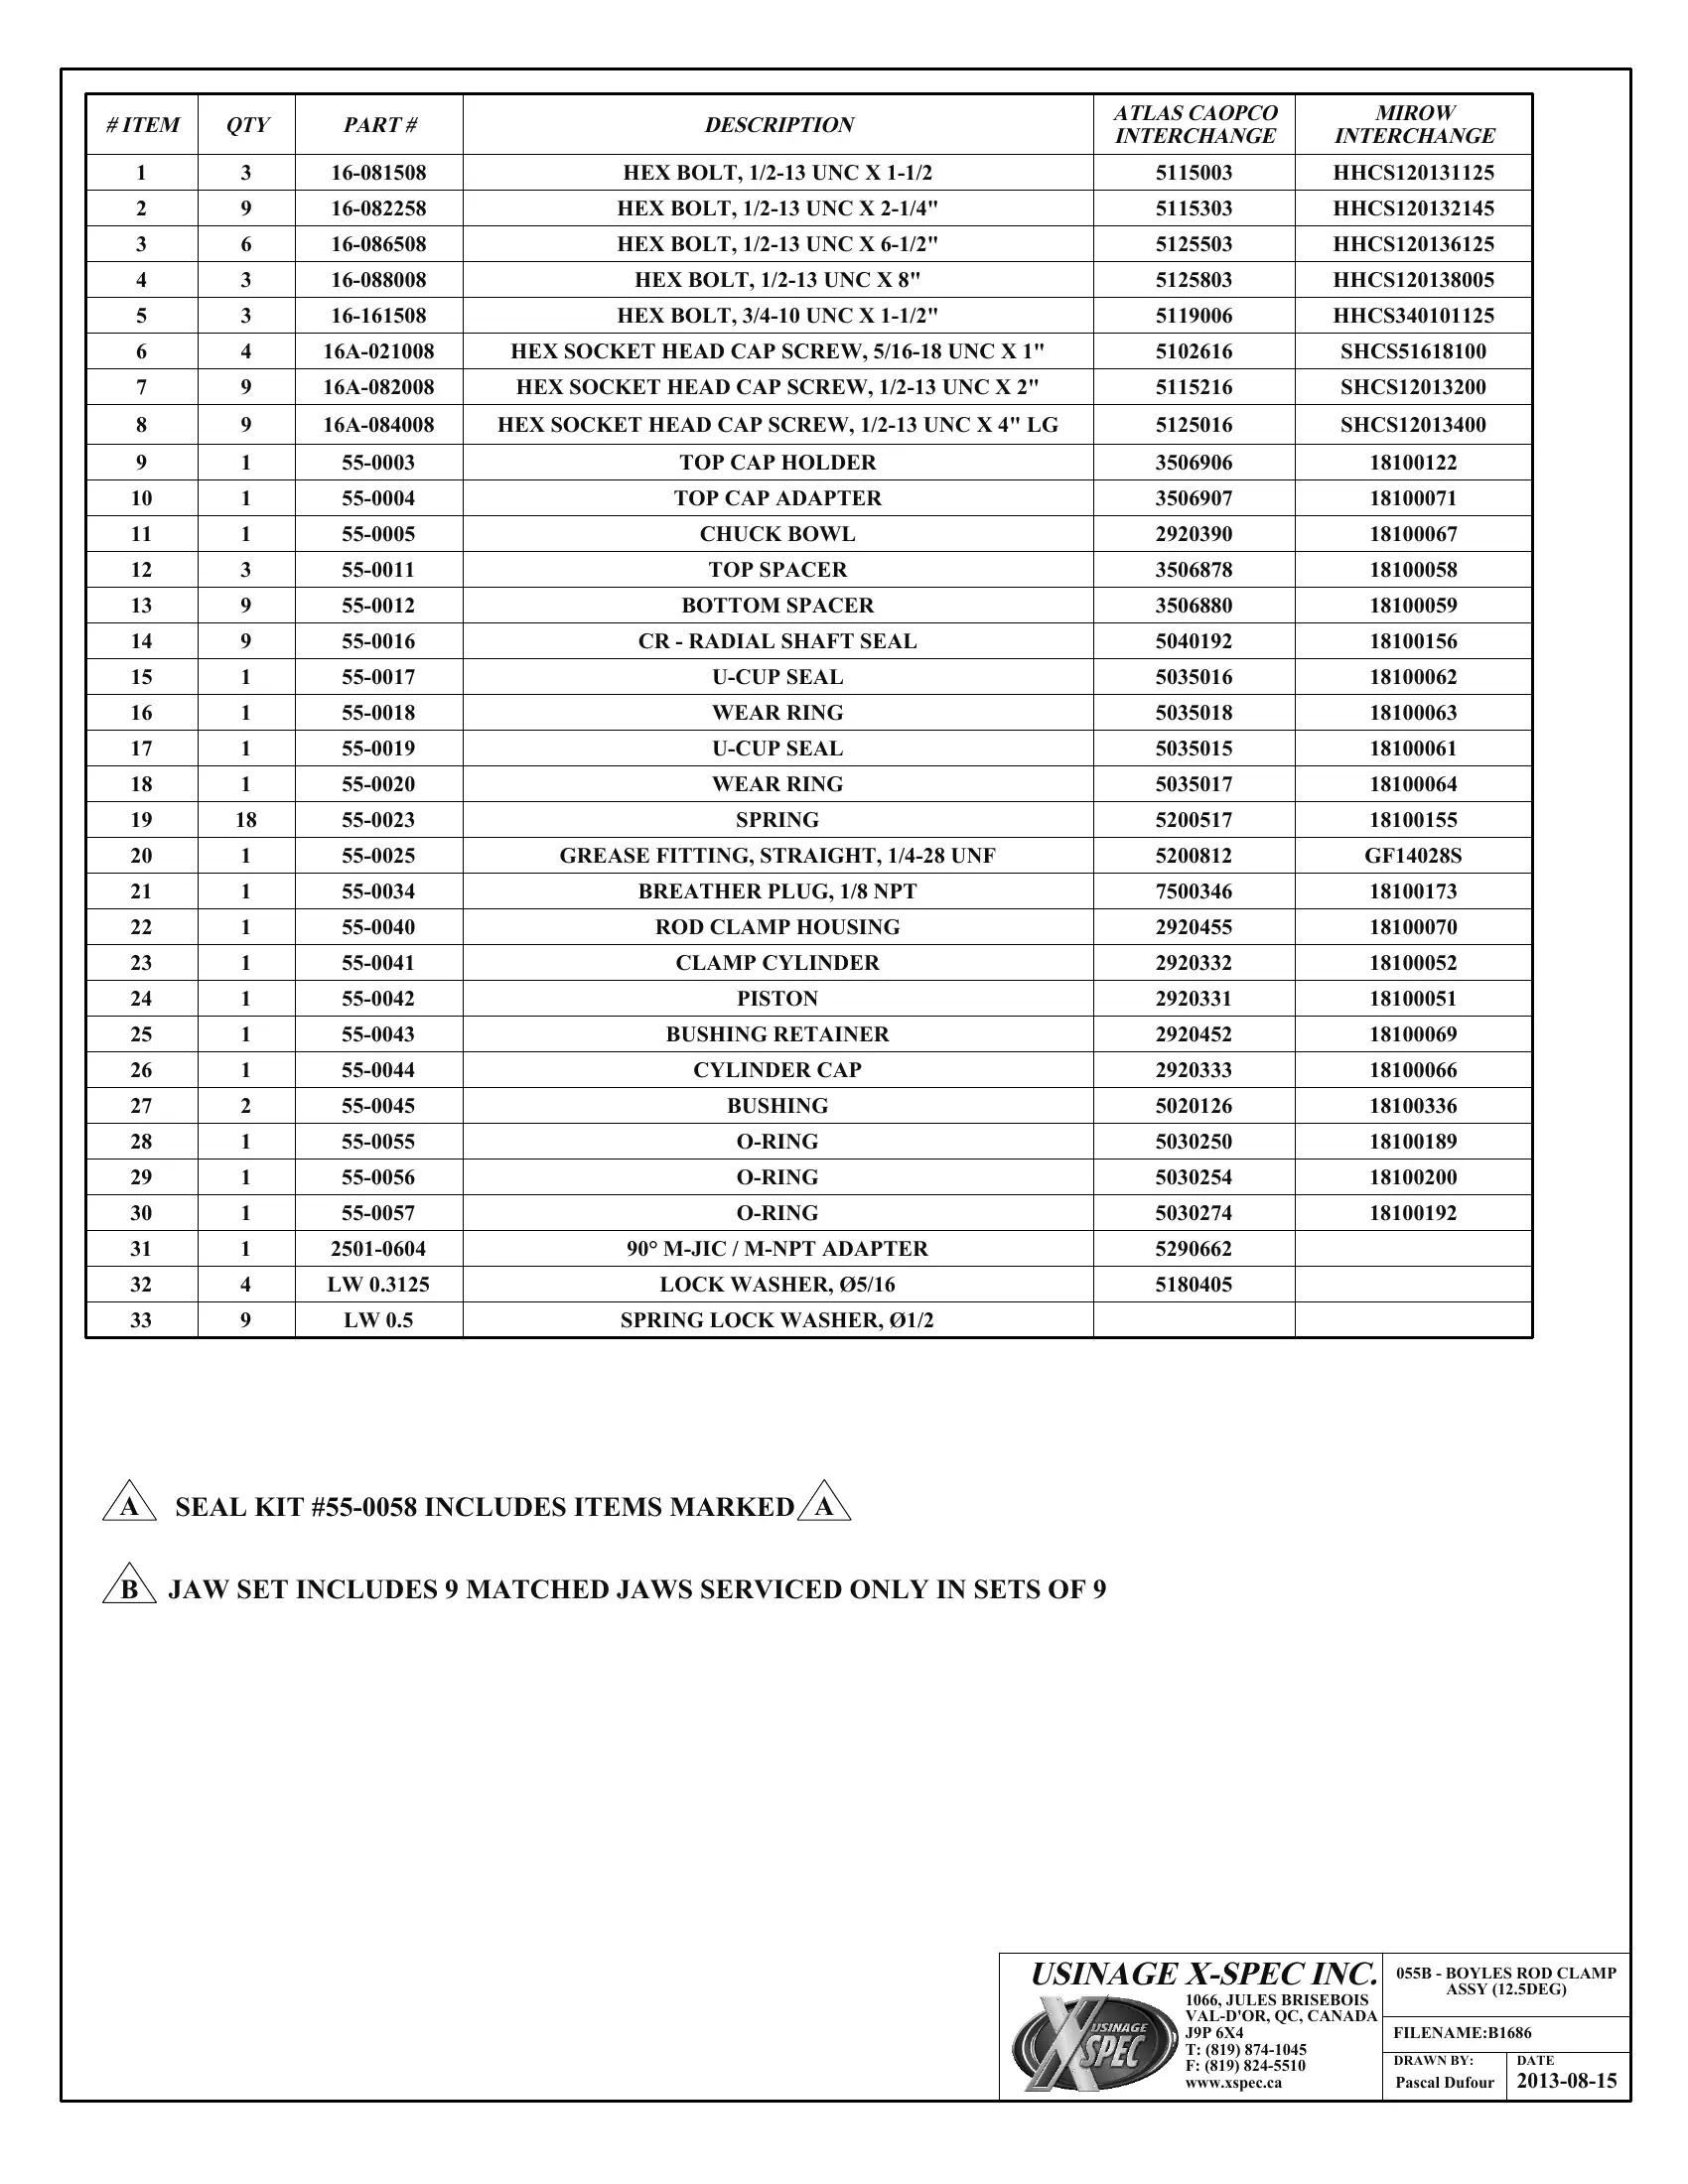 # ITEM QTY PART # DESCRIPTION ATLAS CAOPCO INTERCHANGE MIROW INTERCHANGE
1 3 16-081508 HEX BOLT, 1/2-13 UNC X 1-1/2 5115003 HHCS120131125
2 9 16-082258 HEX BOLT, 1/2-13 UNC X 2-1/4" 5115303 HHCS120132145
3 6 16-086508 HEX BOLT, 1/2-13 UNC X 6-1/2" 5125503 HHCS120136125
4 3 16-088008 HEX BOLT, 1/2-13 UNC X 8" 5125803 HHCS120138005
5 3 16-161508 HEX BOLT, 3/4-10 UNC X 1-1/2" 5119006 HHCS340101125
6 4 16A-021008 HEX SOCKET HEAD CAP SCREW, 5/16-18 UNC X 1" 5102616 SHCS51618100
7 9 16A-082008 HEX SOCKET HEAD CAP SCREW, 1/2-13 UNC X 2" 5115216 SHCS12013200
8 9 16A-084008 HEX SOCKET HEAD CAP SCREW, 1/2-13 UNC X 4" LG 5125016 SHCS12013400
9 1 55-0003 TOP CAP HOLDER 3506906 18100122
10 1 55-0004 TOP CAP ADAPTER 3506907 18100071
11 1 55-0005 CHUCK BOWL 2920390 18100067
12 3 55-0011 TOP SPACER 3506878 18100058
13 9 55-0012 BOTTOM SPACER 3506880 18100059
14 9 55-0016 CR - RADIAL SHAFT SEAL 5040192 18100156
15 1 55-0017 U-CUP SEAL 5035016 18100062
16 1 55-0018 WEAR RING 5035018 18100063
17 1 55-0019 U-CUP SEAL 5035015 18100061
18 1 55-0020 WEAR RING 5035017 18100064
19 18 55-0023 SPRING 5200517 18100155
20 1 55-0025 GREASE FITTING, STRAIGHT, 1/4-28 UNF 5200812 GF14028S
21 1 55-0034 BREATHER PLUG, 1/8 NPT 7500346 18100173
22 1 55-0040 ROD CLAMP HOUSING 2920455 18100070
23 1 55-0041 CLAMP CYLINDER 2920332 18100052
24 1 55-0042 PISTON 2920331 18100051
25 1 55-0043 BUSHING RETAINER 2920452 18100069
26 1 55-0044 CYLINDER CAP 2920333 18100066
27 2 55-0045 BUSHING 5020126 18100336
28 1 55-0055 O-RING 5030250 18100189
29 1 55-0056 O-RING 5030254 18100200
30 1 55-0057 O-RING 5030274 18100192
31 1 2501-0604 90° M-JIC / M-NPT ADAPTER 5290662
32 4 LW 0.3125 LOCK WASHER, Ø5/16 5180405
33 9 LW 0.5 SPRING LOCK WASHER, Ø1/2
A SEAL KIT #55-0058 INCLUDES ITEMS MARKED A
B JAW SET INCLUDES 9 MATCHED JAWS SERVICED ONLY IN SETS OF 9
USINAGE X-SPEC INC.
1066, JULES BRISEBOIS
VAL-D'OR, QC, CANADA
J9P 6X4
T: (819) 874-1045
F: (819) 824-5510
www.xspec.ca
USINAGE
X SPEC
055B - BOYLES ROD CLAMP
ASSY (12.5DEG)
FILENAME:B1686
DRAWN BY: DATE
Pascal Dufour 2013-08-15